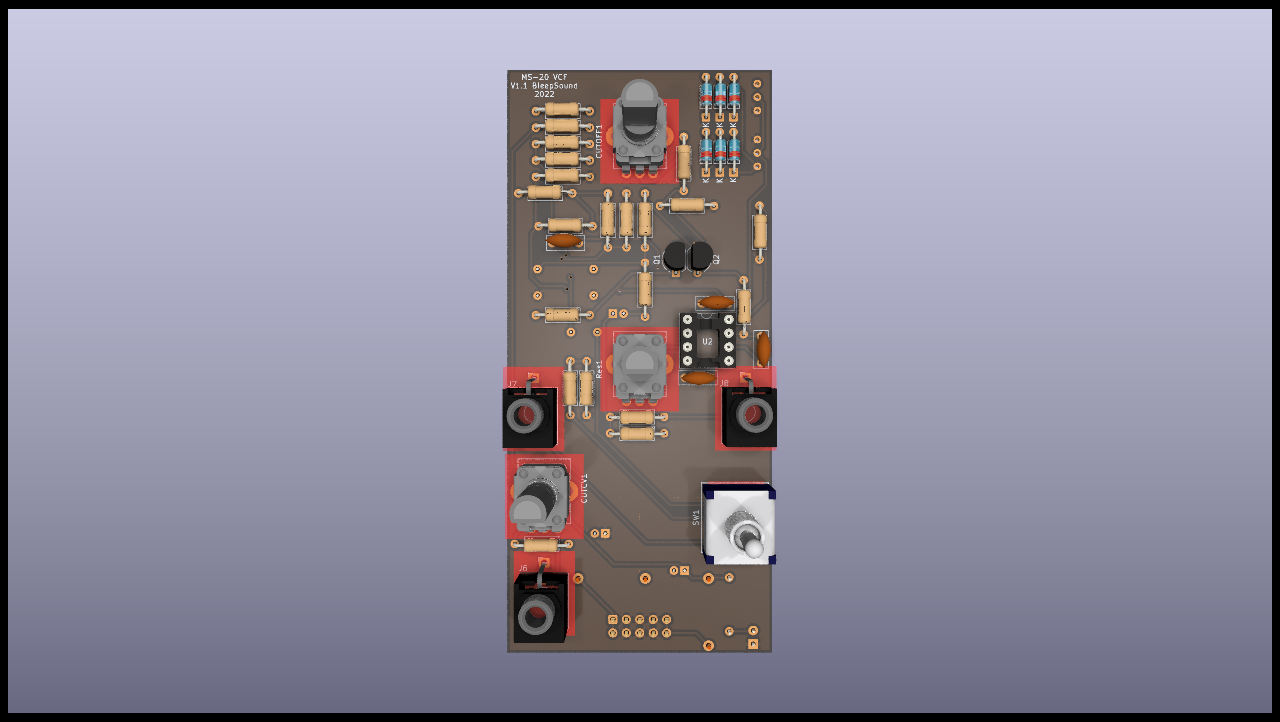 MS-20 VCF
V1.1 BleepSound
2022
CUTOFF1
K K K
K K K
Q1
Q2
U2
Res1
J7
J8
CUTCV1
SW1
J6